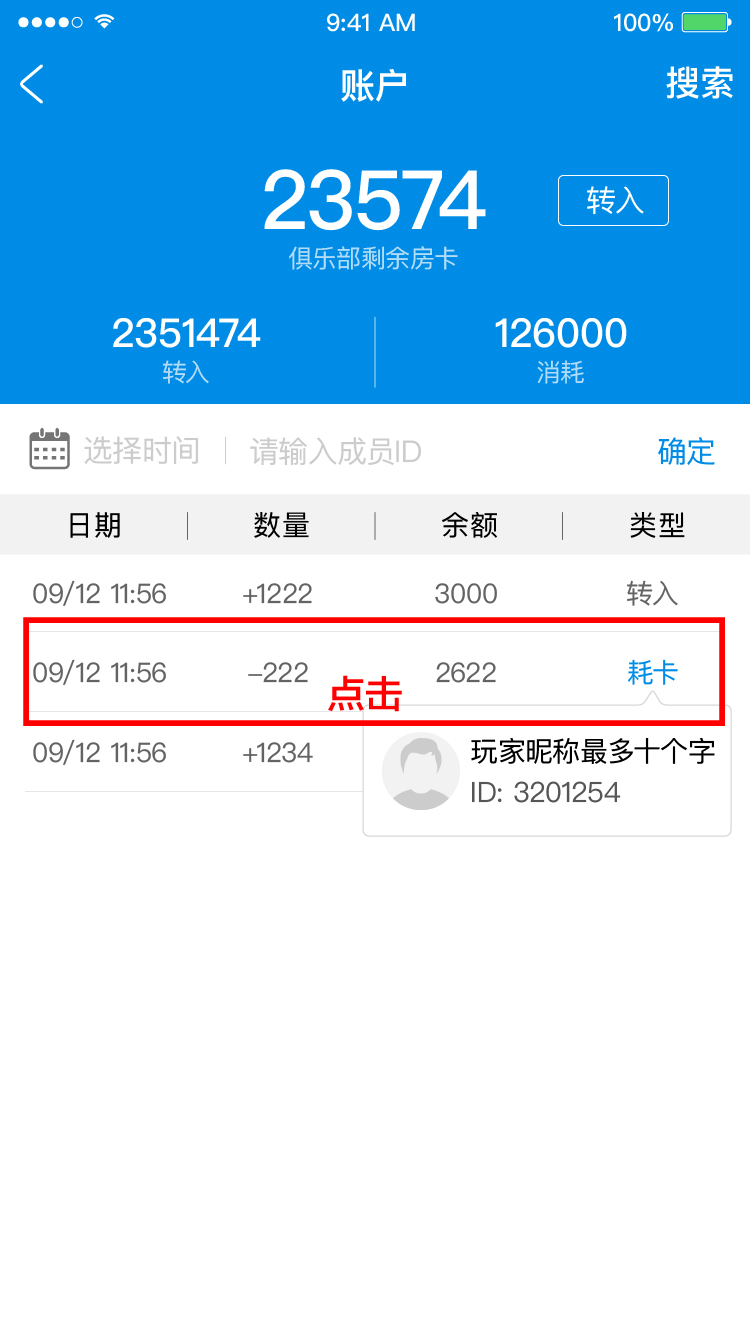 9:41 AM 100%
账户 搜索
23574 转入
俱乐部剩余房卡
2351474 126000
转入 消耗
选择时间 请输入成员ID 确定
日期 数量 余额 类型
09/12 11:56 +1222 3000 转入
09/12 11:56 -222 2622 耗卡
点击
09/12 11:56 +1234 玩家昵称最多十个字
ID: 3201254